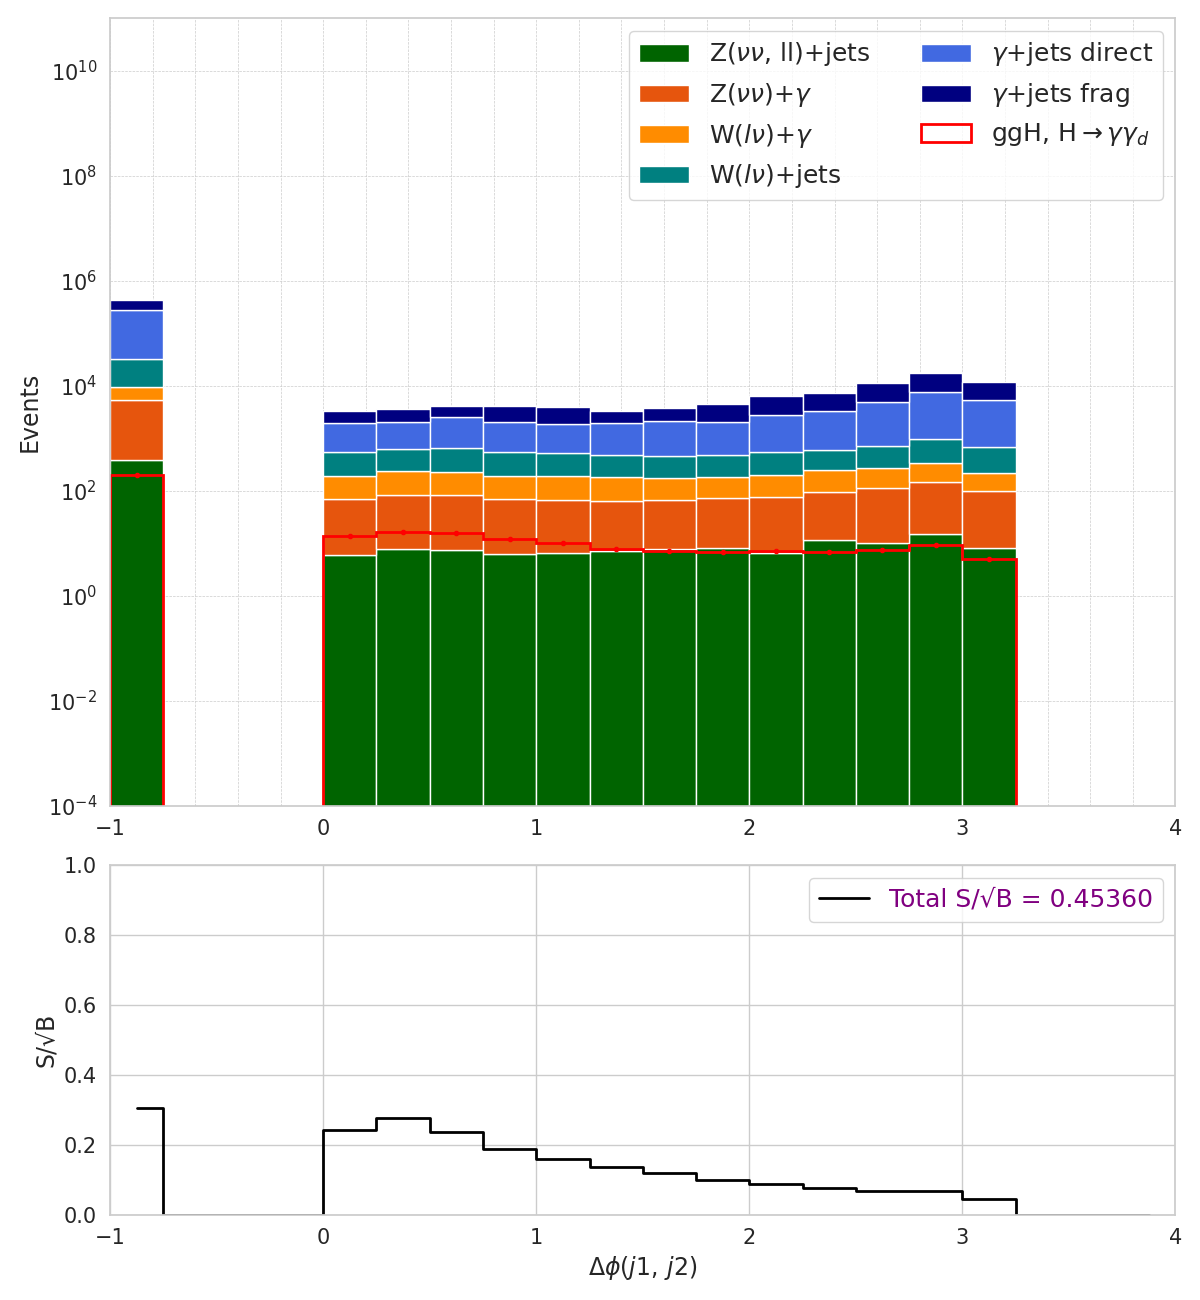 Events
10^10
10^8
10^6
10^4
10^2
10^0
10^−2
10^−4
−1 0 1 2 3 4
Z(νν, ll)+jets
Z(νν)+γ
W(lν)+γ
W(lν)+jets
γ+jets direct
γ+jets frag
ggH, H→γγ_d
S/√B
1.0
0.8
0.6
0.4
0.2
0.0
Total S/√B = 0.45360
−1 0 1 2 3 4
Δϕ(j1, j2)